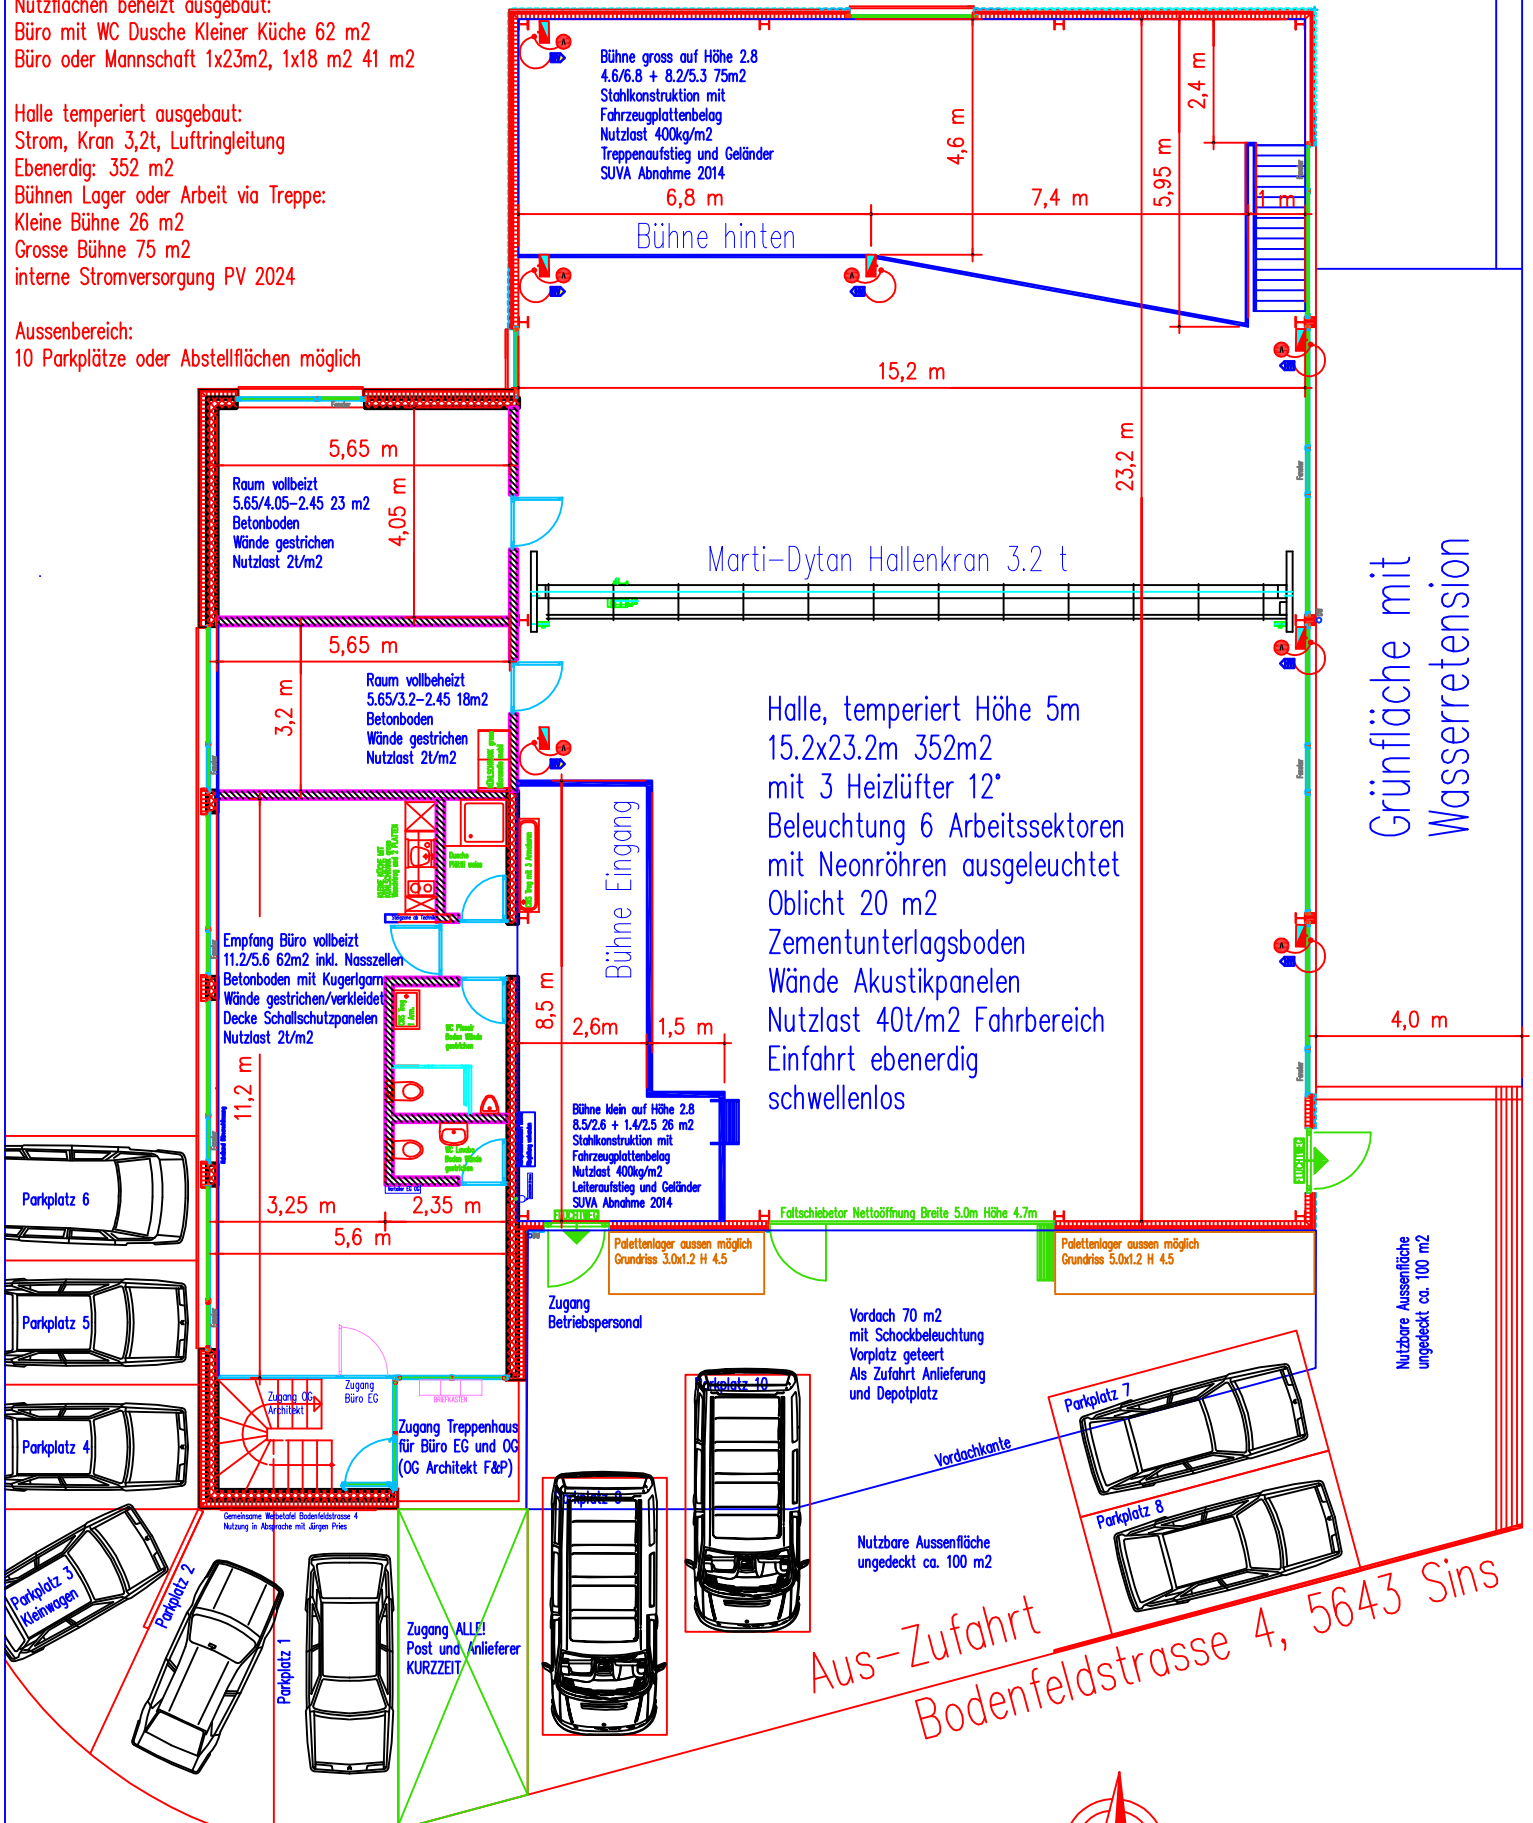 Nutzflächen beheizt ausgebaut:
Büro mit WC Dusche Kleiner Küche 62 m2
Büro oder Mannschaft 1x23m2, 1x18 m2 41 m2
Halle temperiert ausgebaut:
Strom, Kran 3,2t, Luftringleitung
Ebenerdig: 352 m2
Bühnen Lager oder Arbeit via Treppe:
Kleine Bühne 26 m2
Grosse Bühne 75 m2
interne Stromversorgung PV 2024
Aussenbereich:
10 Parkplätze oder Abstellflächen möglich
Bühne gross auf Höhe 2.8
4.6/6.8 + 8.2/5.3 75m2
Stahlkonstruktion mit
Fahrzeugplattenbelag
Nutzlast 400kg/m2
Treppenaufstieg und Geländer
SUVA Abnahme 2014
4,6 m
2,4 m
5,95 m
6,8 m
7,4 m
1 m
Bühne hinten
15,2 m
23,2 m
5,65 m
4,05 m
Raum vollbeizt
5.65/4.05-2.45 23 m2
Betonboden
Wände gestrichen
Nutzlast 2t/m2
Marti-Dytan Hallenkran 3.2 t
5,65 m
3,2 m
Raum vollbeheizt
5.65/3.2-2.45 18m2
Betonboden
Wände gestrichen
Nutzlast 2t/m2
Halle, temperiert Höhe 5m
15.2x23.2m 352m2
mit 3 Heizlüfter 12°
Beleuchtung 6 Arbeitssektoren
mit Neonröhren ausgeleuchtet
Oblicht 20 m2
Zementunterlagsboden
Wände Akustikpanelen
Nutzlast 40t/m2 Fahrbereich
Einfahrt ebenerdig
schwellenlos
Grünfläche mit
Wasserretension
Bühne Eingang
Dusche
Empfang Büro vollbeizt
11.2/5.6 62m2 inkl. Nasszellen
Betonboden mit Kugerlgarn
Wände gestrichen/verkleidet
Decke Schallschutzpanelen
Nutzlast 2t/m2
8,5 m
2,6m
1,5 m
4,0 m
11,2 m
Bühne klein auf Höhe 2.8
8.5/2.6 + 1.4/2.5 26 m2
Stahlkonstruktion mit
Fahrzeugplattenbelag
Nutzlast 400kg/m2
Leiteraufstieg und Geländer
SUVA Abnahme 2014
FLUCHTWEG
3,25 m
2,35 m
5,6 m
FLUCHTWEG
Faltschiebetor Nettoöffnung Breite 5.0m Höhe 4.7m
Palettenlager aussen möglich
Grundriss 3.0x1.2 H 4.5
Palettenlager aussen möglich
Grundriss 5.0x1.2 H 4.5
Nutzbare Aussenfläche
ungedeckt ca. 100 m2
Zugang
Betriebspersonal
Vordach 70 m2
mit Schockbeleuchtung
Vorplatz geteert
Als Zufahrt Anlieferung
und Depotplatz
Parkplatz 6
Parkplatz 5
Parkplatz 4
Zugang OG
Architekt
Zugang
Büro EG
BRIEFKASTEN
Zugang Treppenhaus
für Büro EG und OG
(OG Architekt F&P)
Parkplatz 10
Parkplatz 9
Parkplatz 7
Parkplatz 8
Vordachkante
Gemeinsame Werbetafel Bodenfeldstrasse 4
Nutzung in Absprache mit Jürgen Pries
Parkplatz 3
Kleinwagen
Parkplatz 2
Parkplatz 1
Zugang ALLE!
Post und Anlieferer
KURZZEIT
Nutzbare Aussenfläche
ungedeckt ca. 100 m2
Aus-Zufahrt
Bodenfeldstrasse 4, 5643 Sins